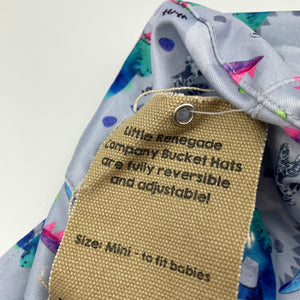 Little Renegade
Company Bucket Hats
are fully reversible
and adjustable!
Size: Mini - to fit babies